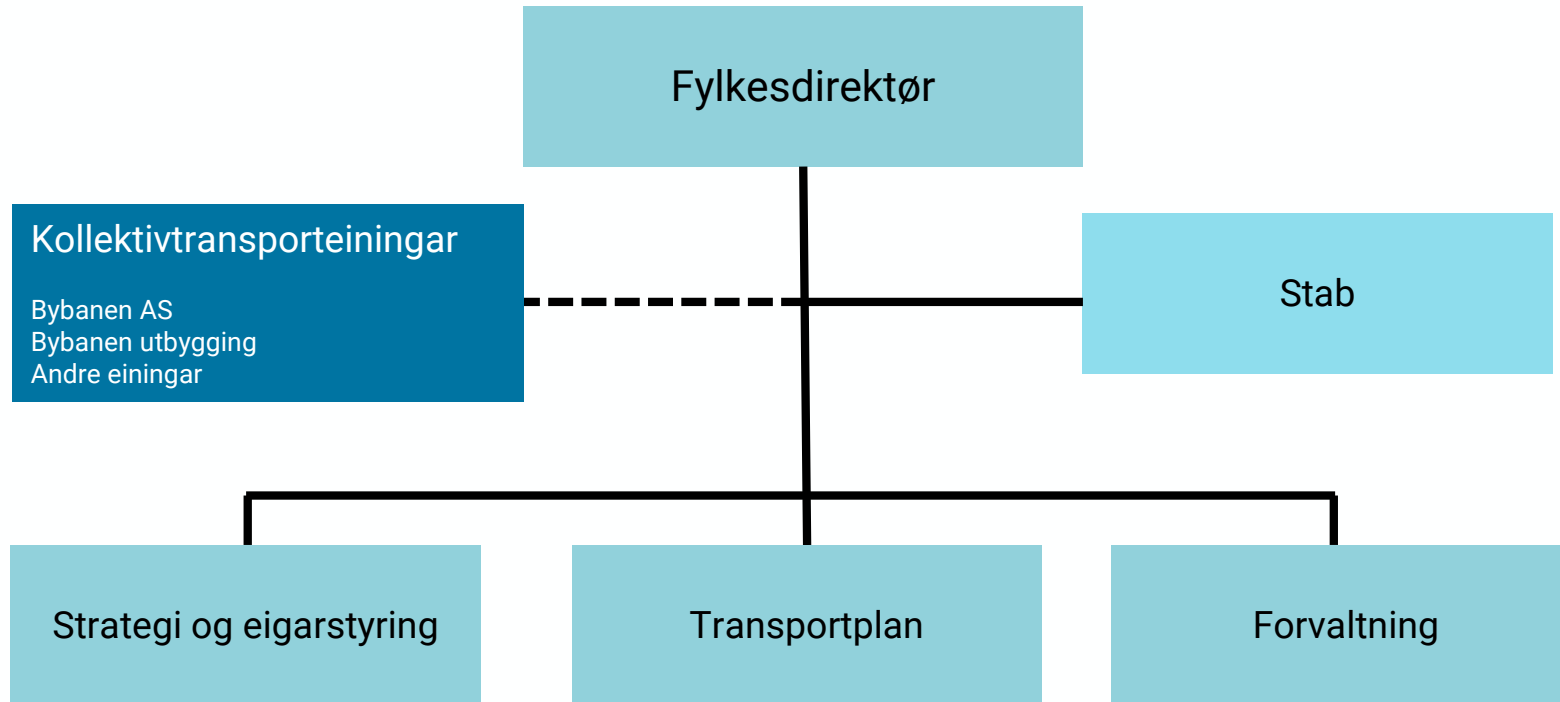 Fylkesdirektør
Kollektivtransporteiningar
Bybanen AS
Bybanen utbygging
Andre einingar
Stab
Strategi og eigarstyring
Transportplan
Forvaltning